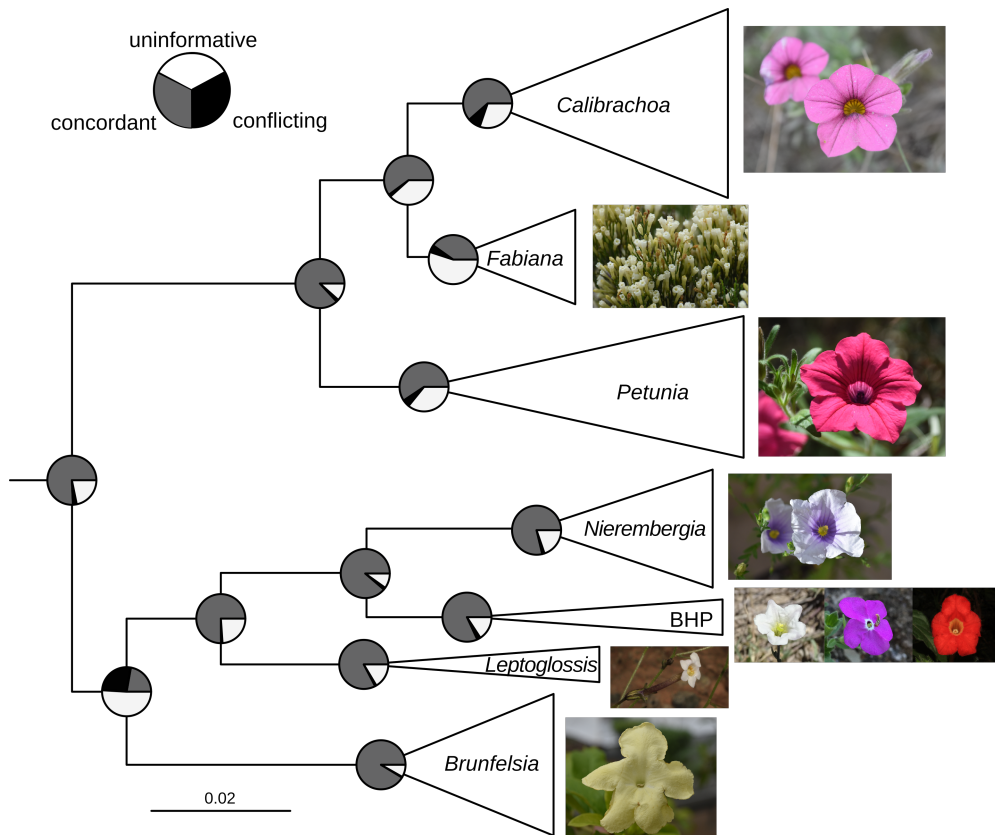 uninformative
concordant
conflicting
Calibrachoa
Fabiana
Petunia
Nierembergia
BHP
Leptoglossis
Brunfelsia
0.02